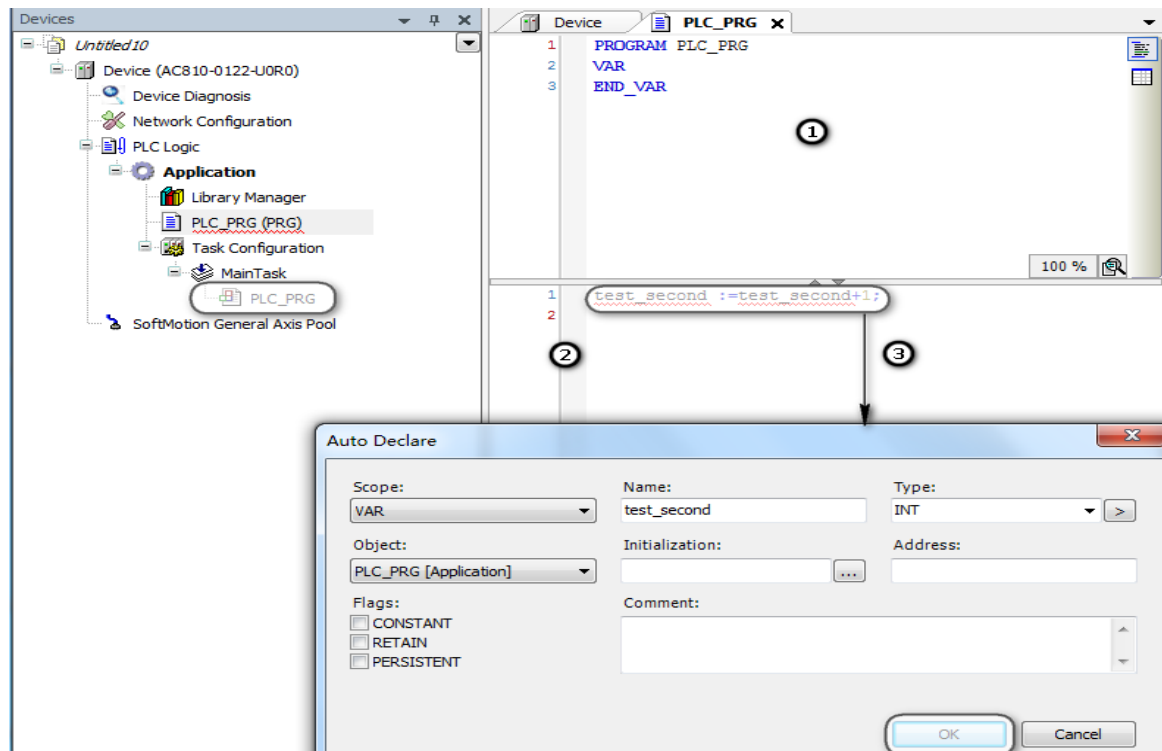 Devices
Untitled10
Device (AC810-0122-U0R0)
Device Diagnosis
Network Configuration
PLC Logic
Application
Library Manager
PLC_PRG (PRG)
Task Configuration
MainTask
PLC_PRG
SoftMotion General Axis Pool
Device
PLC_PRG
1 PROGRAM PLC_PRG
2 VAR
3 END_VAR
①
100 %
1 test_second :=test_second+1;
2
②
③
Auto Declare
Scope: Name: Type:
VAR test_second INT >
Object: Initialization: Address:
PLC_PRG [Application] ...
Flags: Comment:
CONSTANT
RETAIN
PERSISTENT
OK Cancel